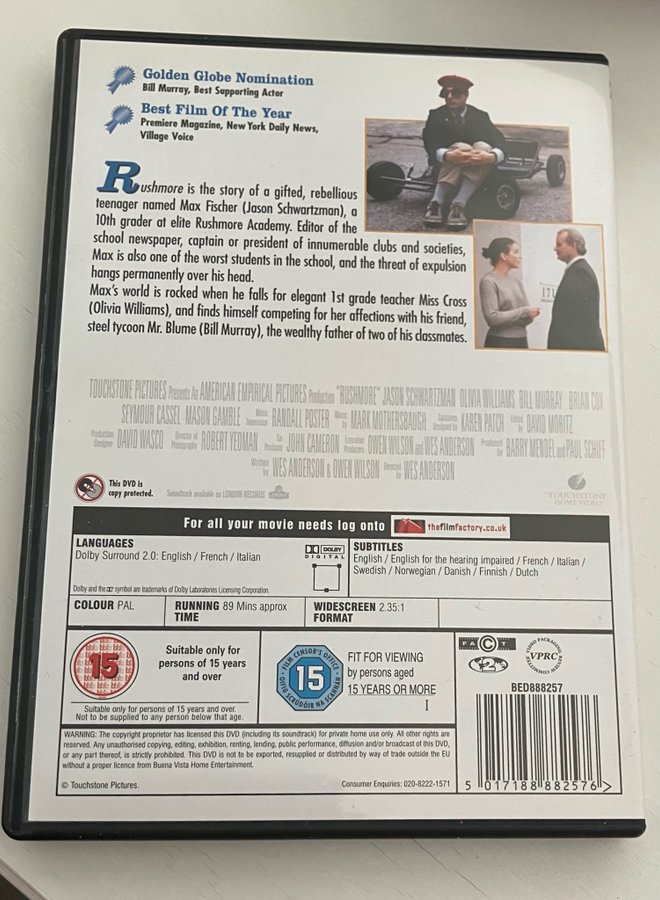 Golden Globe Nomination
Bill Murray, Best Supporting Actor
Best Film Of The Year
Premiere Magazine, New York Daily News,
Village Voice
Rushmore is the story of a gifted, rebellious
teenager named Max Fischer (Jason Schwartzman), a
10th grader at elite Rushmore Academy. Editor of the
school newspaper, captain or president of innumerable clubs and societies,
Max is also one of the worst students in the school, and the threat of expulsion
hangs permanently over his head.
Max's world is rocked when he falls for elegant 1st grade teacher Miss Cross
(Olivia Williams), and finds himself competing for her affections with his friend,
steel tycoon Mr. Blume (Bill Murray), the wealthy father of two of his classmates.
TOUCHSTONE PICTURES Presents An AMERICAN EMPIRICAL PICTURES Production "RUSHMORE" JASON SCHWARTZMAN OLIVIA WILLIAMS BILL MURRAY BRIAN COX
SEYMOUR CASSEL MASON GAMBLE Music Supervisor RANDALL POSTER Music by MARK MOTHERSBAUGH Costumes Designed by KAREN PATCH Edited by DAVID MORITZ
Production Designer DAVID WASCO Director of Photography ROBERT YEOMAN Co-Producer JOHN CAMERON Executive Producers OWEN WILSON and WES ANDERSON Produced by BARRY MENDEL and PAUL SCHIFF
Written by WES ANDERSON & OWEN WILSON Directed by WES ANDERSON
This DVD is
copy protected.
Soundtrack available on LONDON RECORDS
TOUCHSTONE
HOME VIDEO
For all your movie needs log onto thefilmfactory.co.uk
LANGUAGES
Dolby Surround 2.0: English / French / Italian
DOLBY
DIGITAL
Dolby and the symbol are trademarks of Dolby Laboratories Licensing Corporation.
SUBTITLES
English / English for the hearing impaired / French / Italian /
Swedish / Norwegian / Danish / Finnish / Dutch
COLOUR PAL
RUNNING TIME 89 Mins approx
WIDESCREEN FORMAT 2.35:1
15
Suitable only for
persons of 15 years
and over
Suitable only for persons of 15 years and over.
Not to be supplied to any person below that age.
FILM CENSOR'S OFFICE
OIFIG SCRÚDÓIR NA SCANNÁN
15
FIT FOR VIEWING
by persons aged
15 YEARS OR MORE
I
FACT
VIDEO PACKAGING
REVIEW COMMITTEE
VPRC
BED888257
5 017188 882576 >
WARNING: The copyright proprietor has licensed this DVD (including its soundtrack) for private home use only. All other rights are
reserved. Any unauthorised copying, editing, exhibition, renting, lending, public performance, diffusion and/or broadcast of this DVD,
or any part thereof, is strictly prohibited. This DVD is not to be exported, resupplied or distributed by way of trade outside the EU
without a proper licence from Buena Vista Home Entertainment.
© Touchstone Pictures.
Consumer Enquiries: 020-8222-1571